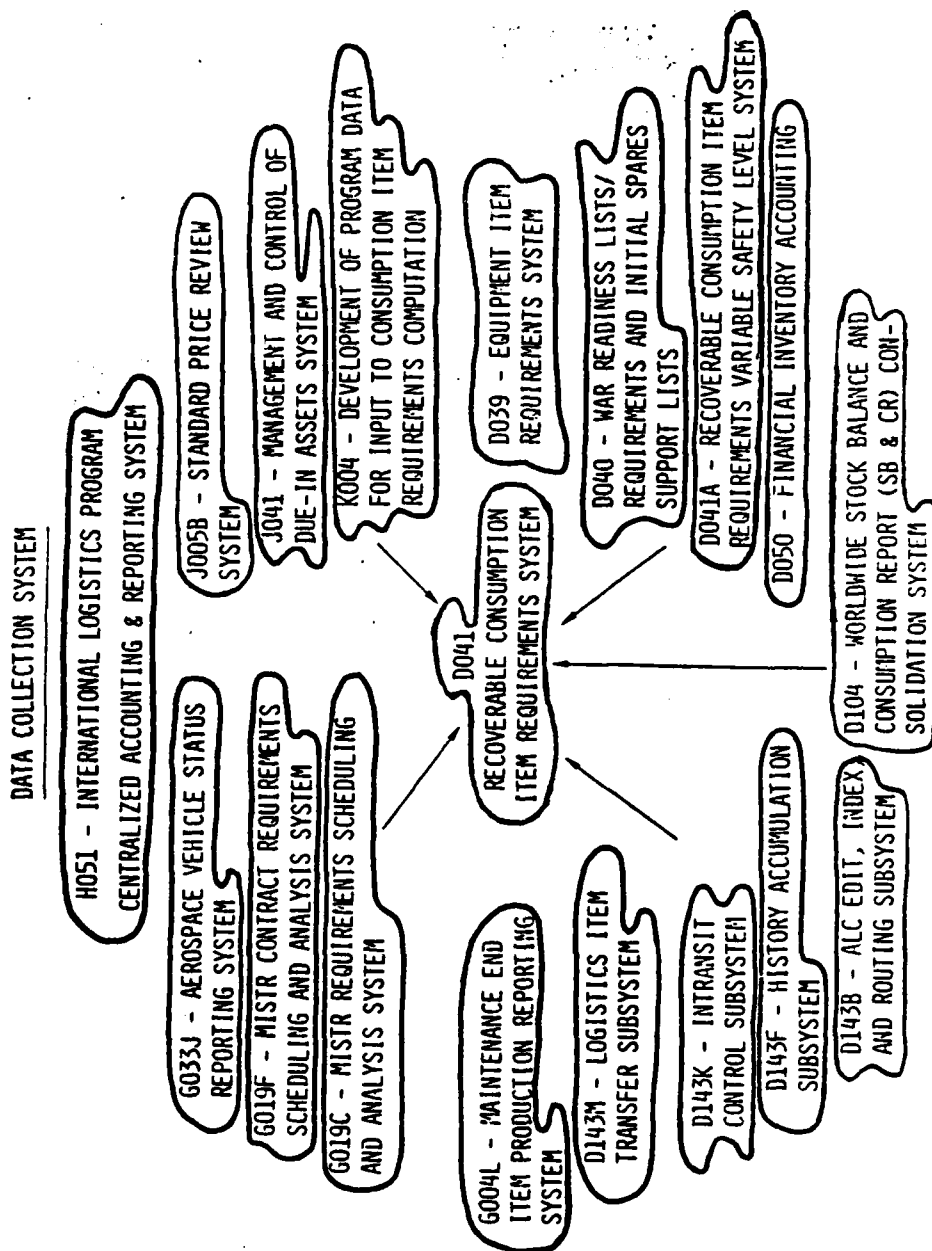 DATA COLLECTION SYSTEM
H051 - INTERNATIONAL LOGISTICS PROGRAM
CENTRALIZED ACCOUNTING & REPORTING SYSTEM
G033J - AEROSPACE VEHICLE STATUS
REPORTING SYSTEM
G019F - MISTR CONTRACT REQUIREMENTS
SCHEDULING AND ANALYSIS SYSTEM
G019C - MISTR REQUIREMENTS SCHEDULING
AND ANALYSIS SYSTEM
J005B - STANDARD PRICE REVIEW
SYSTEM
J041 - MANAGEMENT AND CONTROL OF
DUE-IN ASSETS SYSTEM
K004 - DEVELOPMENT OF PROGRAM DATA
FOR INPUT TO CONSUMPTION ITEM
REQUIREMENTS COMPUTATION
D041
RECOVERABLE CONSUMPTION
ITEM REQUIREMENTS SYSTEM
G004L - MAINTENANCE END
ITEM PRODUCTION REPORTING
SYSTEM
D143M - LOGISTICS ITEM
TRANSFER SUBSYSTEM
D143K - INTRANSIT
CONTROL SUBSYSTEM
D143F - HISTORY ACCUMULATION
SUBSYSTEM
D143B - ALC EDIT, INDEX
AND ROUTING SUBSYSTEM
D039 - EQUIPMENT ITEM
REQUIREMENTS SYSTEM
D040 - WAR READINESS LISTS/
REQUIREMENTS AND INITIAL SPARES
SUPPORT LISTS
D041A - RECOVERABLE CONSUMPTION ITEM
REQUIREMENTS VARIABLE SAFETY LEVEL SYSTEM
D050 - FINANCIAL INVENTORY ACCOUNTING
D104 - WORLDWIDE STOCK BALANCE AND
CONSUMPTION REPORT (SB & CR) CON-
SOLIDATION SYSTEM